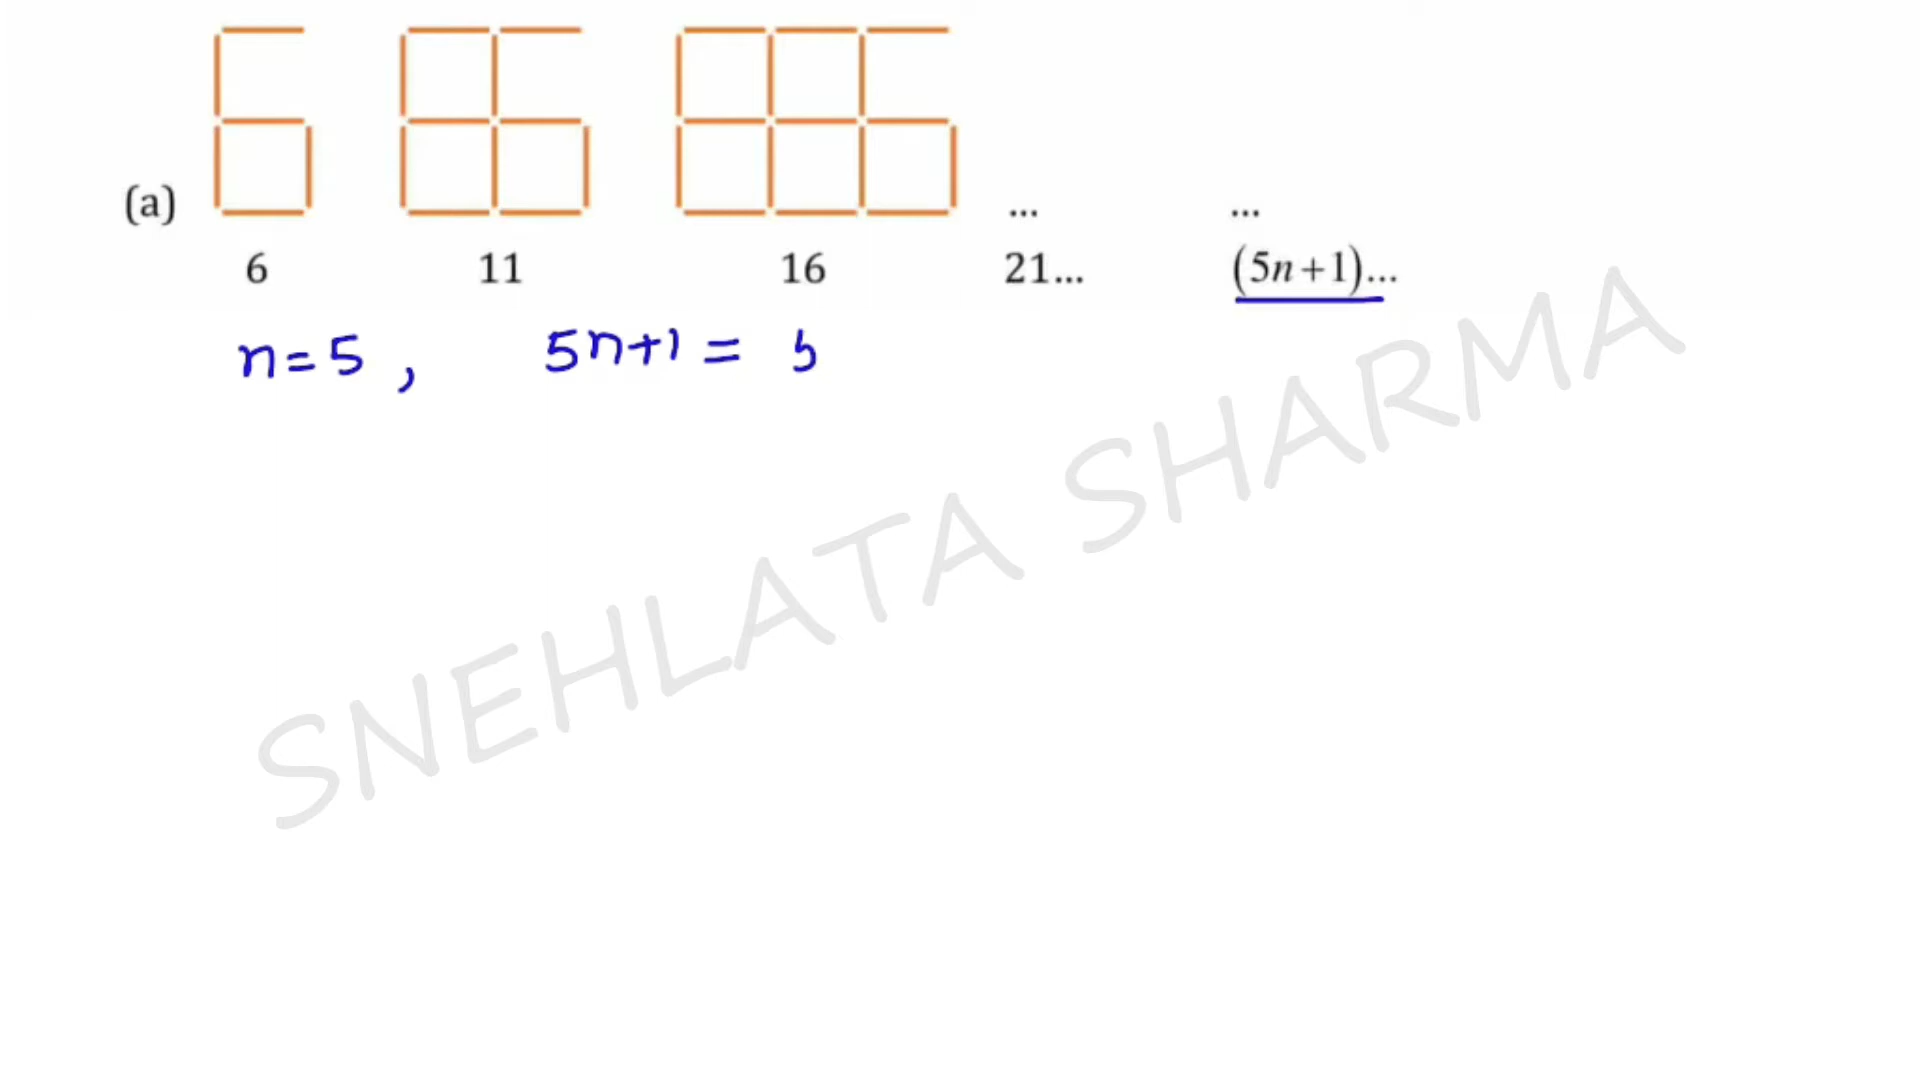 (a)
... ...
6 11 16 21... (5n+1)...
n=5, 5n+1 = 5
SNEHLATA SHARMA